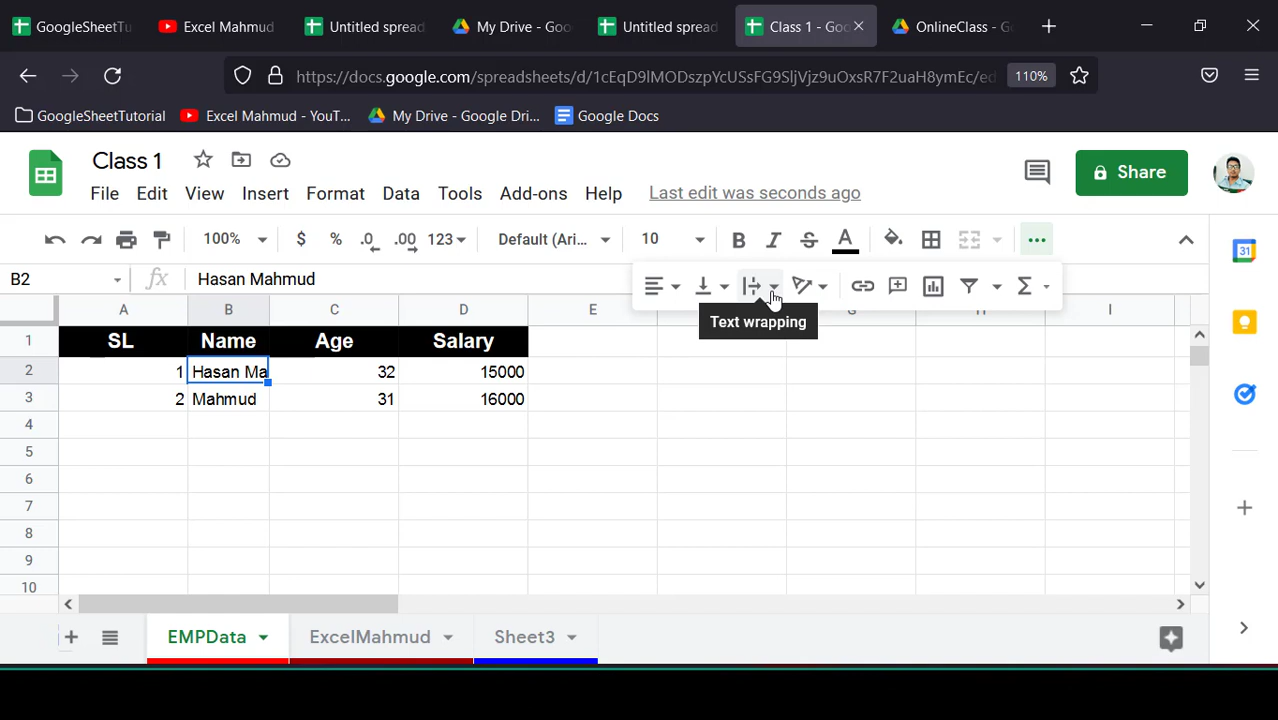 GoogleSheetTu
Excel Mahmud
Untitled spread
My Drive - Goo
Untitled spread
Class 1 - Goo
OnlineClass - Go
https://docs.google.com/spreadsheets/d/1cEqD9lMODszpYcUSsFG9SljVjz9uOxsR7F2uaH8ymEc/ed
110%
GoogleSheetTutorial
Excel Mahmud - YouT...
My Drive - Google Dri...
Google Docs
Class 1
File Edit View Insert Format Data Tools Add-ons Help Last edit was seconds ago
Share
100% $ % .0 .00 123 Default (Ari... 10 B I S A
B2 fx Hasan Mahmud
Text wrapping
A B C D E G H I
1 SL Name Age Salary
2 1 Hasan Ma 32 15000
3 2 Mahmud 31 16000
4
5
6
7
8
9
10
EMPData ExcelMahmud Sheet3